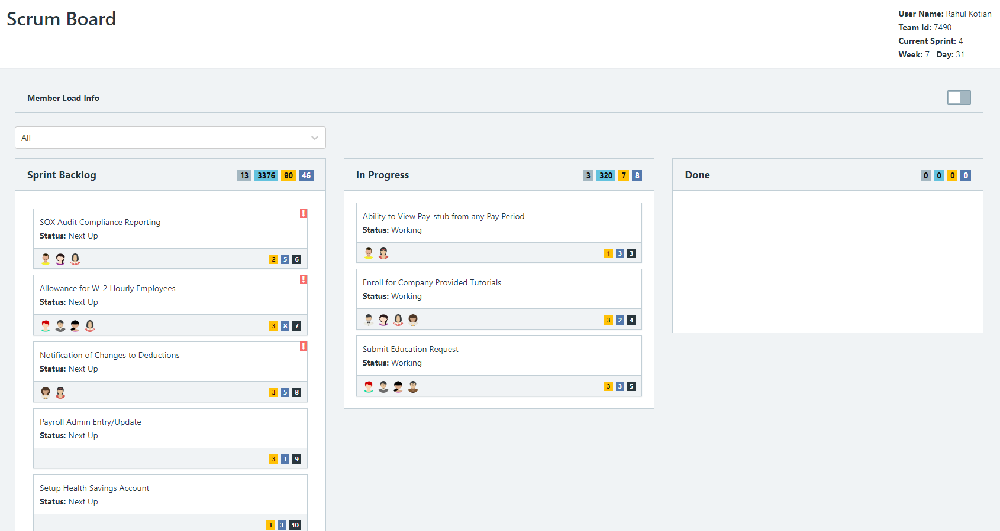 Scrum Board
User Name: Rahul Kotian
Team Id: 7490
Current Sprint: 4
Week: 7 Day: 31
Member Load Info
All
Sprint Backlog 13 3376 90 46
SOX Audit Compliance Reporting
Status: Next Up
2 5 6
Allowance for W-2 Hourly Employees
Status: Next Up
3 8 7
Notification of Changes to Deductions
Status: Next Up
3 5 8
Payroll Admin Entry/Update
Status: Next Up
3 1 9
Setup Health Savings Account
Status: Next Up
3 3 10
In Progress 3 320 7 8
Ability to View Pay-stub from any Pay Period
Status: Working
1 3 3
Enroll for Company Provided Tutorials
Status: Working
3 2 4
Submit Education Request
Status: Working
3 3 5
Done 0 0 0 0